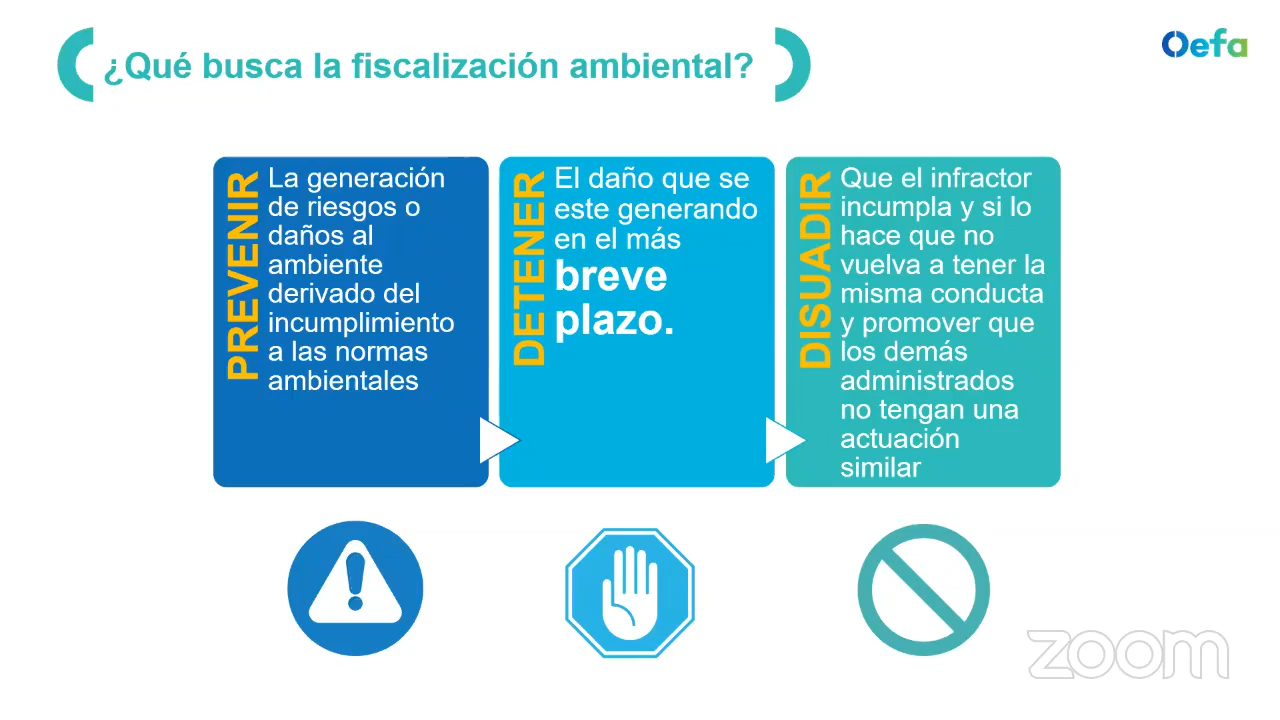 ¿Qué busca la fiscalización ambiental?
Oefa
PREVENIR
La generación
de riesgos o
daños al
ambiente
derivado del
incumplimiento
a las normas
ambientales
DETENER
El daño que se
este generando
en el más
breve
plazo.
DISUADIR
Que el infractor
incumpla y si lo
hace que no
vuelva a tener la
misma conducta
y promover que
los demás
administrados
no tengan una
actuación
similar
zoom